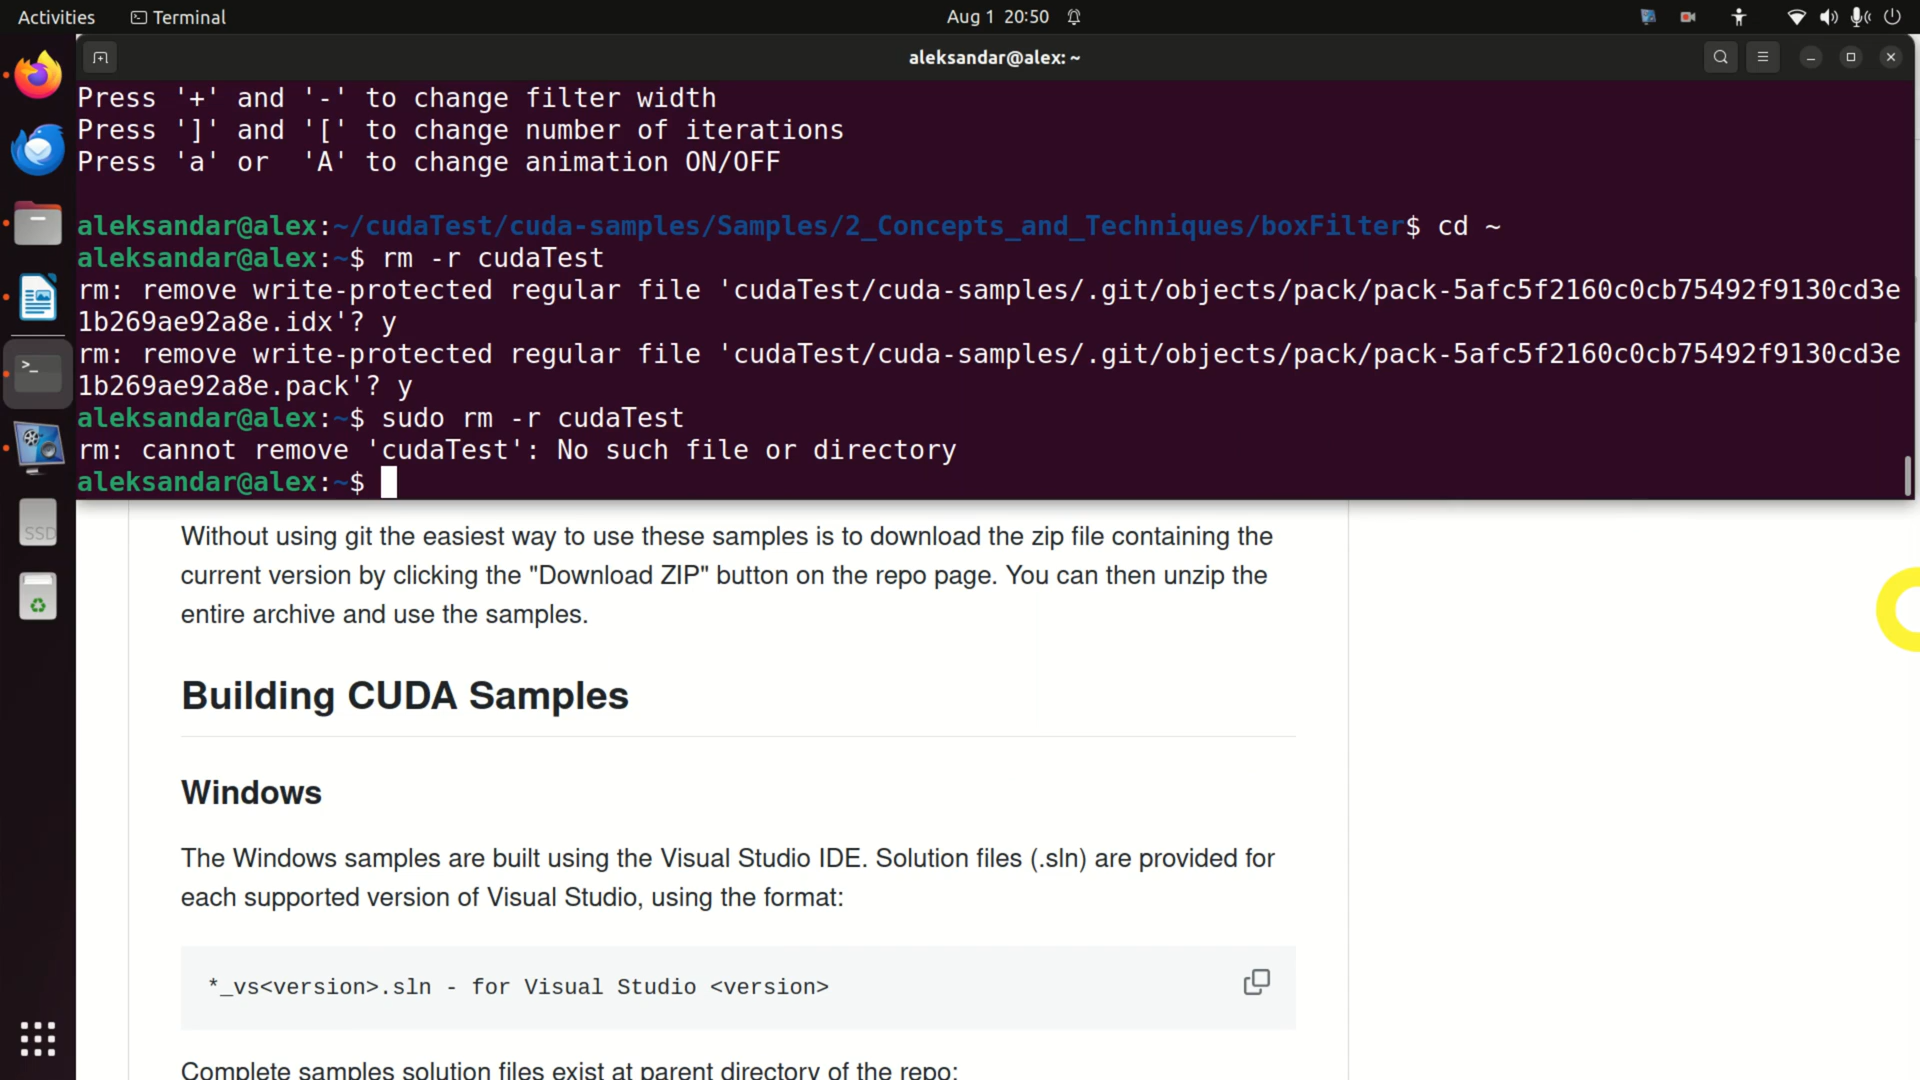 Activities Terminal Aug 1 20:50
aleksandar@alex: ~
Press '+' and '-' to change filter width
Press ']' and '[' to change number of iterations
Press 'a' or  'A' to change animation ON/OFF
aleksandar@alex:~/cudaTest/cuda-samples/Samples/2_Concepts_and_Techniques/boxFilter$ cd ~
aleksandar@alex:~$ rm -r cudaTest
rm: remove write-protected regular file 'cudaTest/cuda-samples/.git/objects/pack/pack-5afc5f2160c0cb75492f9130cd3e
1b269ae92a8e.idx'? y
rm: remove write-protected regular file 'cudaTest/cuda-samples/.git/objects/pack/pack-5afc5f2160c0cb75492f9130cd3e
1b269ae92a8e.pack'? y
aleksandar@alex:~$ sudo rm -r cudaTest
rm: cannot remove 'cudaTest': No such file or directory
aleksandar@alex:~$
SSD
Without using git the easiest way to use these samples is to download the zip file containing the
current version by clicking the "Download ZIP" button on the repo page. You can then unzip the
entire archive and use the samples.
Building CUDA Samples
Windows
The Windows samples are built using the Visual Studio IDE. Solution files (.sln) are provided for
each supported version of Visual Studio, using the format:
*_vs<version>.sln - for Visual Studio <version>
Complete samples solution files exist at parent directory of the repo: